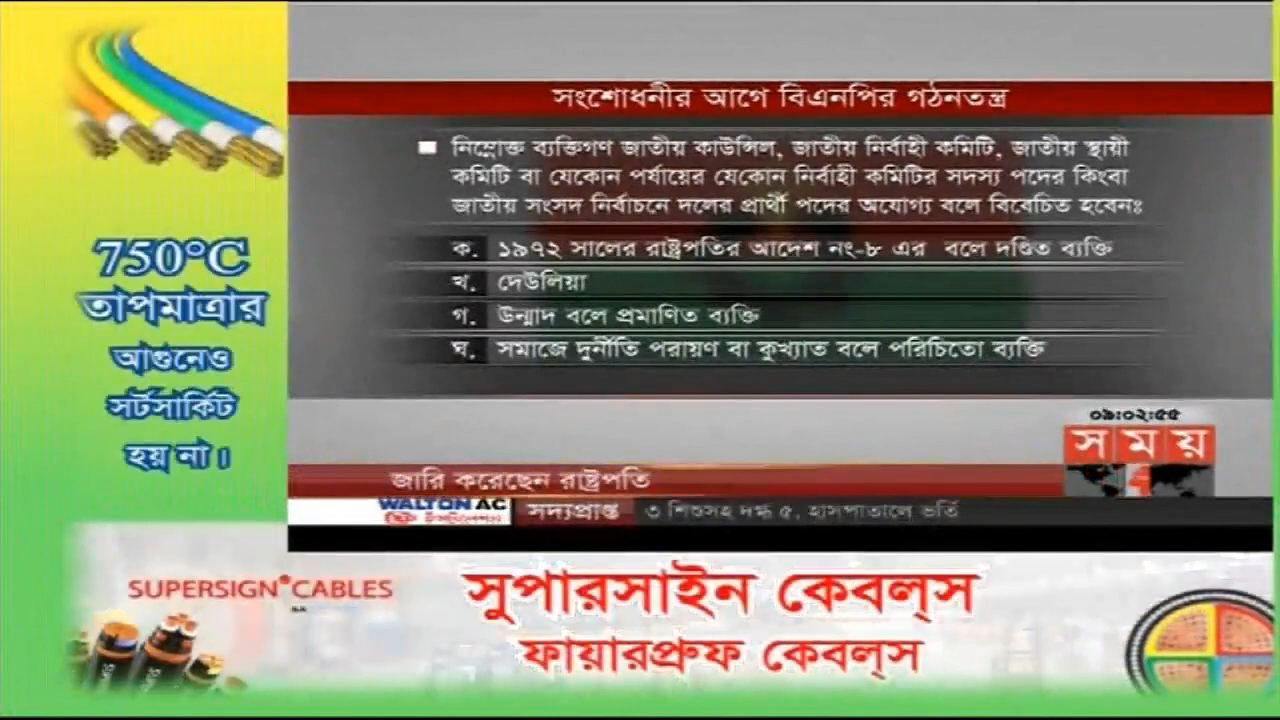 সংশোধনীর আগে বিএনপির গঠনতন্ত্র
নিম্নোক্ত ব্যক্তিগণ জাতীয় কাউন্সিল, জাতীয় নির্বাহী কমিটি, জাতীয় স্থায়ী
কমিটি বা যেকোন পর্যায়ের যেকোন নির্বাহী কমিটির সদস্য পদের কিংবা
জাতীয় সংসদ নির্বাচনে দলের প্রার্থী পদের অযোগ্য বলে বিবেচিত হবেনঃ
ক. ১৯৭২ সালের রাষ্ট্রপতির আদেশ নং-৮ এর বলে দণ্ডিত ব্যক্তি
খ. দেউলিয়া
গ. উন্মাদ বলে প্রমাণিত ব্যক্তি
ঘ. সমাজে দুর্নীতি পরায়ণ বা কুখ্যাত বলে পরিচিতো ব্যক্তি
750°C
তাপমাত্রার
আগুনেও
সর্টসার্কিট
হয় না।
০৯:০২:৫৫
সময়
জারি করেছেন রাষ্ট্রপতি
WALTON AC
সদ্যপ্রাপ্ত
৩ শিশুসহ দগ্ধ ৫, হাসপাতালে ভর্তি
SUPERSIGN CABLES
সুপারসাইন কেবল্‌স
ফায়ারপ্রুফ কেবল্‌স